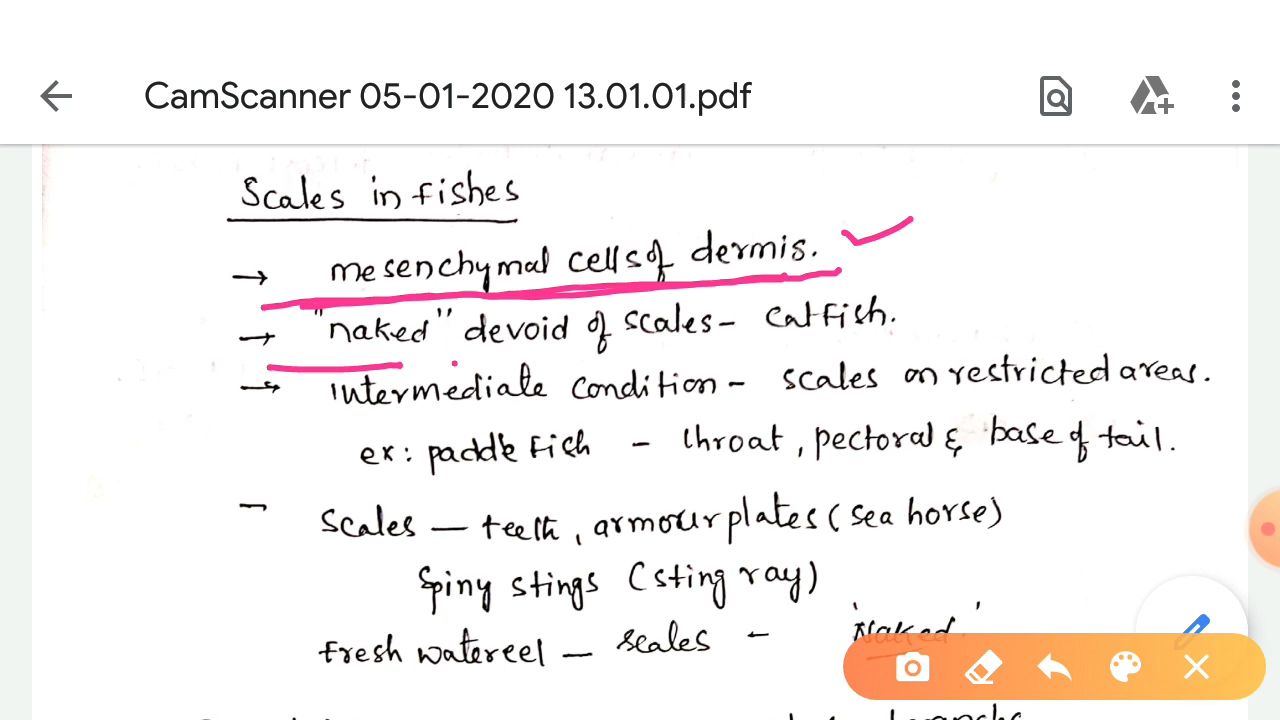 CamScanner 05-01-2020 13.01.01.pdf
Scales in fishes
→ mesenchymal cells of dermis.
→ "naked" devoid of scales - catfish.
→ Intermediate condition - scales on restricted areas.
ex: paddle fish - throat, pectoral & base of tail.
- Scales — teeth, armour plates (sea horse)
Spiny stings (sting ray)
Fresh watereel — scales - 'Naked'